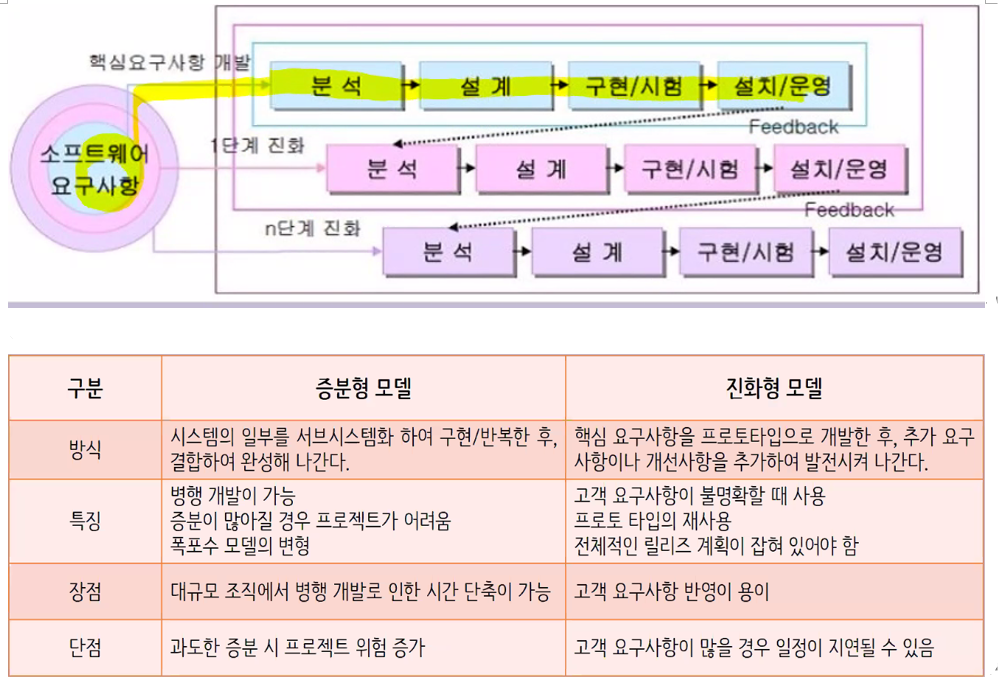 핵심요구사항 개발
분 석
설 계
구현/시험
설치/운영
Feedback
소프트웨어
요구사항
1단계 진화
분 석
설 계
구현/시험
설치/운영
Feedback
n단계 진화
분 석
설 계
구현/시험
설치/운영
구분
증분형 모델
진화형 모델
방식
시스템의 일부를 서브시스템화 하여 구현/반복한 후,
결합하여 완성해 나간다.
핵심 요구사항을 프로토타입으로 개발한 후, 추가 요구
사항이나 개선사항을 추가하여 발전시켜 나간다.
특징
병행 개발이 가능
증분이 많아질 경우 프로젝트가 어려움
폭포수 모델의 변형
고객 요구사항이 불명확할 때 사용
프로토 타입의 재사용
전체적인 릴리즈 계획이 잡혀 있어야 함
장점
대규모 조직에서 병행 개발로 인한 시간 단축이 가능
고객 요구사항 반영이 용이
단점
과도한 증분 시 프로젝트 위험 증가
고객 요구사항이 많을 경우 일정이 지연될 수 있음